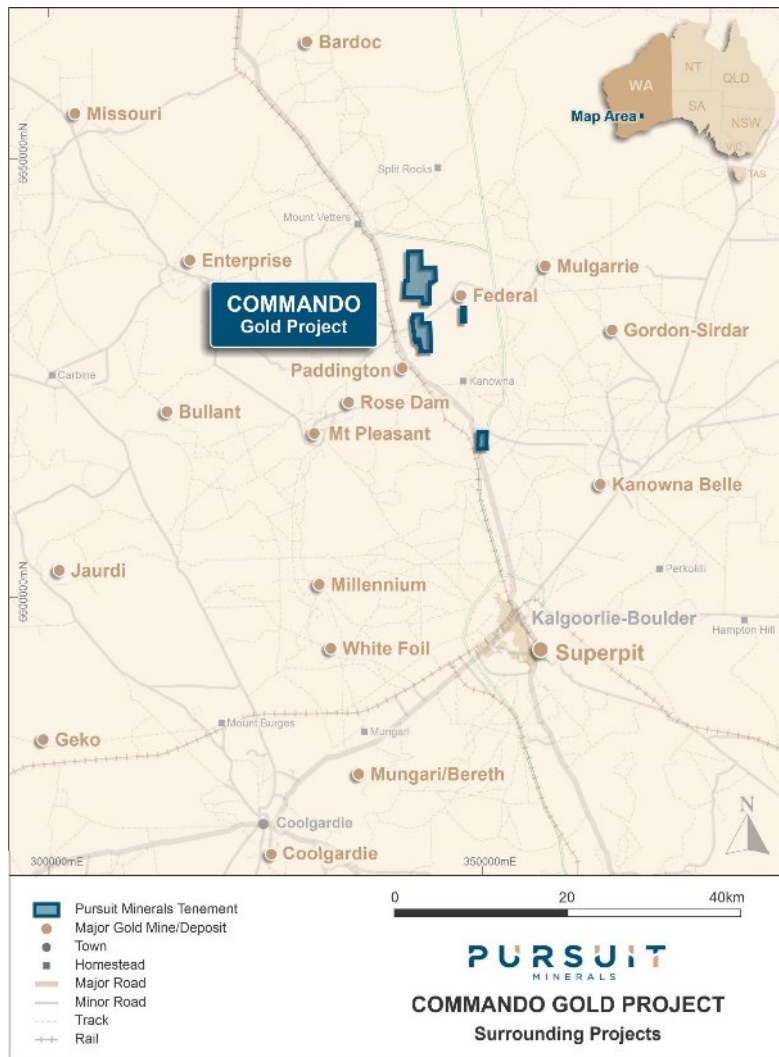 Bardoc
WA
NT
QLD
SA
NSW
VIC
TAS
Map Area
Missouri
6650000mN
Split Rocks
Mount Vetters
Enterprise
Mulgarrie
COMMANDO
Gold Project
Federal
Gordon-Sirdar
Paddington
Carbine
Kanowna
Rose Dam
Bullant
Mt Pleasant
Kanowna Belle
Jaurdi
Millennium
Perkolilli
6600000mN
Kalgoorlie-Boulder
Hampton Hill
White Foil
Superpit
Mount Burges
Mungari
Geko
Mungari/Bereth
N
Coolgardie
Coolgardie
300000mE
350000mE
Pursuit Minerals Tenement
Major Gold Mine/Deposit
Town
Homestead
Major Road
Minor Road
Track
Rail
0 20 40km
PURSUIT
MINERALS
COMMANDO GOLD PROJECT
Surrounding Projects